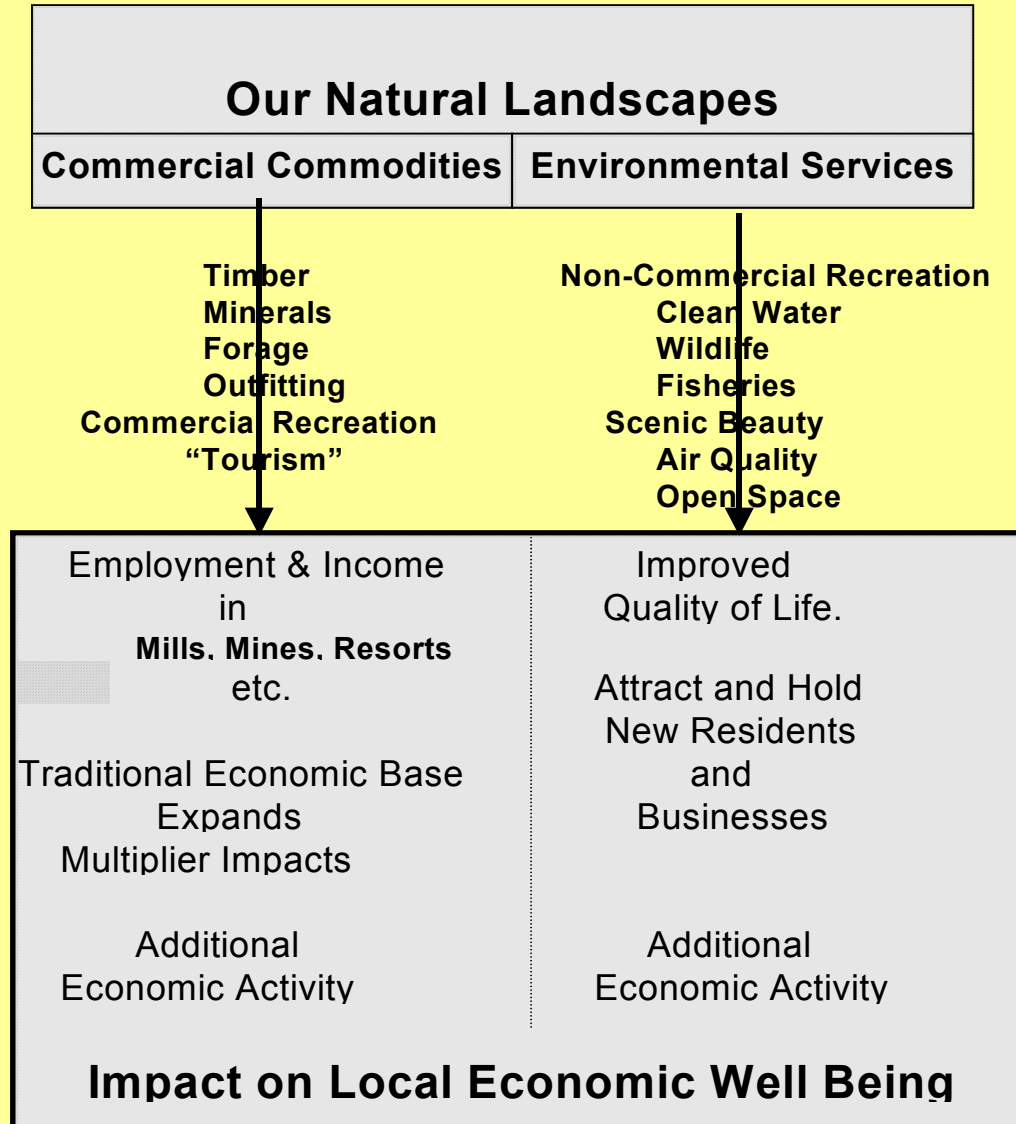 Our Natural Landscapes
Commercial Commodities
Environmental Services
Timber
Minerals
Forage
Outfitting
Commercial Recreation
“Tourism”
Non-Commercial Recreation
Clean Water
Wildlife
Fisheries
Scenic Beauty
Air Quality
Open Space
Employment & Income
in
Mills, Mines, Resorts
etc.
Traditional Economic Base
Expands
Multiplier Impacts
Additional
Economic Activity
Improved
Quality of Life.
Attract and Hold
New Residents
and
Businesses
Additional
Economic Activity
Impact on Local Economic Well Being